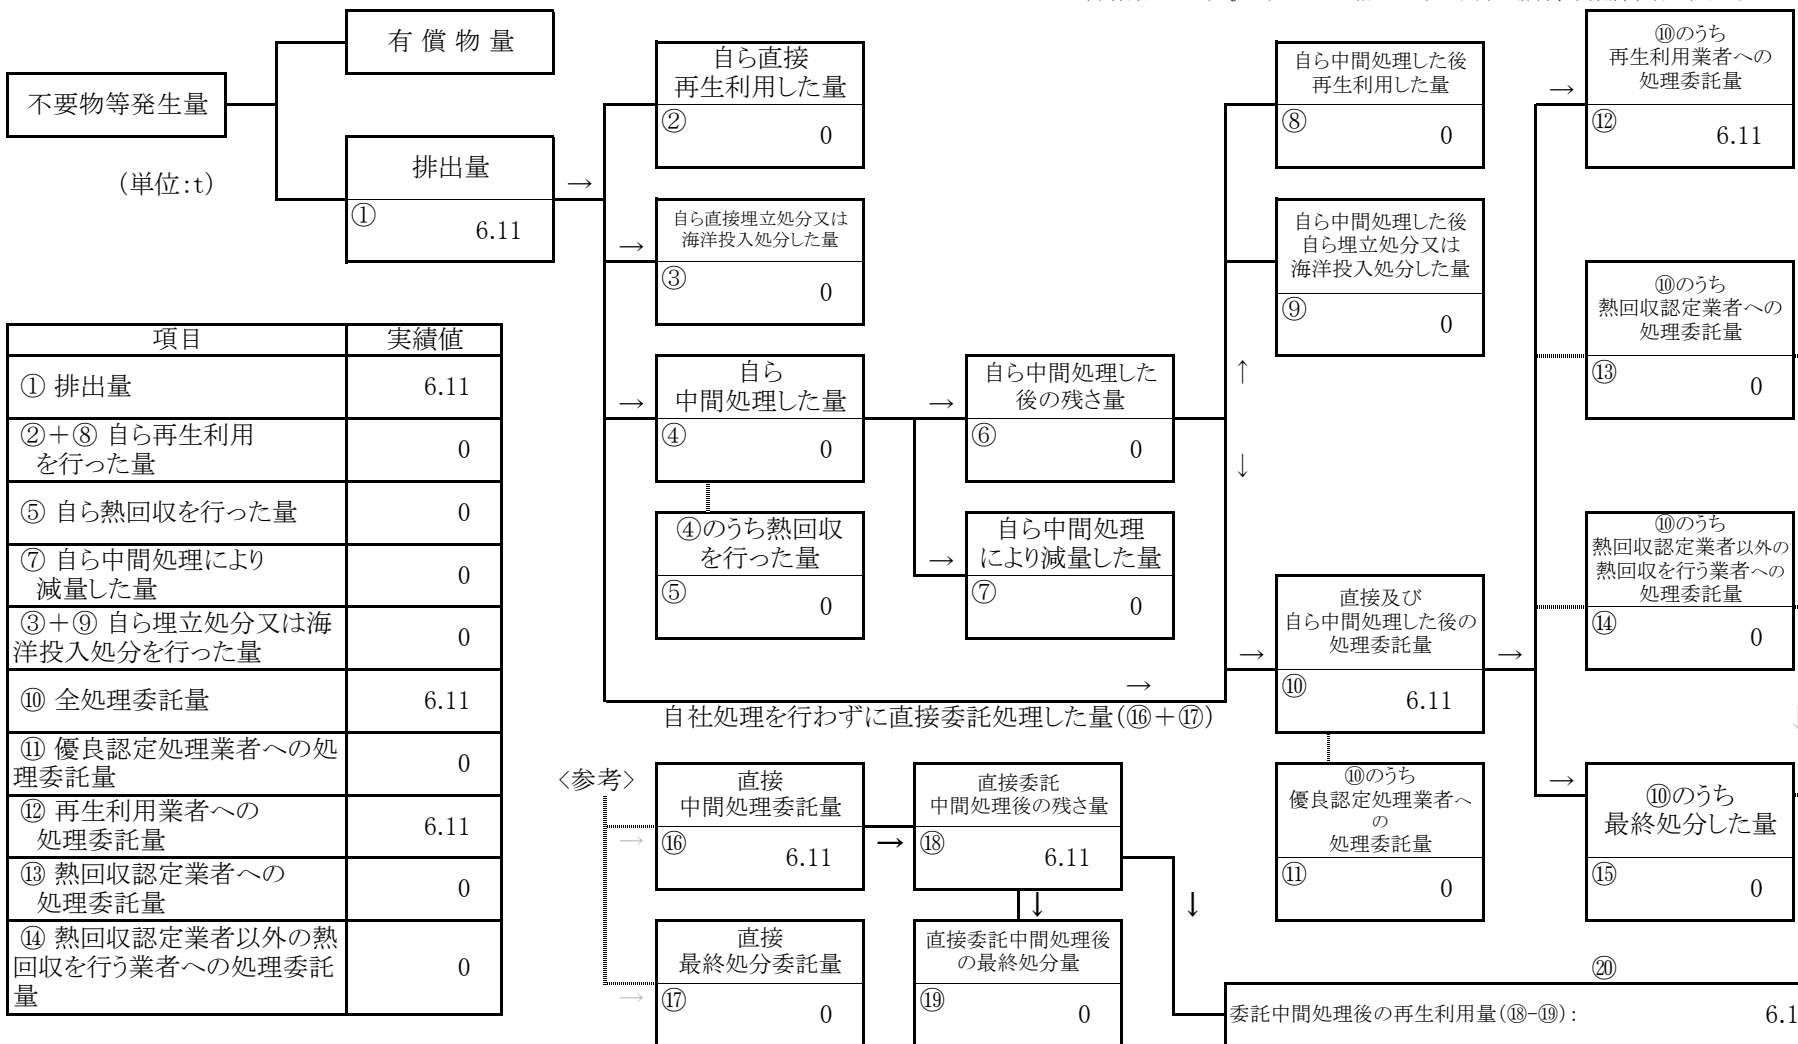 有償物量
不要物等発生量
(単位:t)
排出量
①
6.11
→
自ら直接
再生利用した量
②
0
→
自ら直接埋立処分又は
海洋投入処分した量
③
0
→
自ら
中間処理した量
④
0
④のうち熱回収
を行った量
⑤
0
→
自ら中間処理した
後の残さ量
⑥
0
→
自ら中間処理
により減量した量
⑦
0
自ら中間処理した後
再生利用した量
⑧
0
自ら中間処理した後
自ら埋立処分又は
海洋投入処分した量
⑨
0
↑
↓
→
自社処理を行わずに直接委託処理した量(⑯+⑰)
→
直接及び
自ら中間処理した後の
処理委託量
⑩
6.11
→
⑩のうち
優良認定処理業者へ
の
処理委託量
⑪
0
→
⑩のうち
再生利用業者への
処理委託量
⑫
6.11
⑩のうち
熱回収認定業者への
処理委託量
⑬
0
⑩のうち
熱回収認定業者以外の
熱回収を行う業者への
処理委託量
⑭
0
→
⑩のうち
最終処分した量
⑮
0
項目 実績値
① 排出量 6.11
②+⑧ 自ら再生利用
を行った量 0
⑤ 自ら熱回収を行った量 0
⑦ 自ら中間処理により
減量した量 0
③+⑨ 自ら埋立処分又は海
洋投入処分を行った量 0
⑩ 全処理委託量 6.11
⑪ 優良認定処理業者への処
理委託量 0
⑫ 再生利用業者への
処理委託量 6.11
⑬ 熱回収認定業者への
処理委託量 0
⑭ 熱回収認定業者以外の熱
回収を行う業者への処理委託
量 0
〈参考〉
→
直接
中間処理委託量
⑯
6.11
→
直接委託
中間処理後の残さ量
⑱
6.11
↓
↓
→
直接
最終処分委託量
⑰
0
直接委託中間処理後
の最終処分量
⑲
0
⑳
委託中間処理後の再生利用量(⑱-⑲):